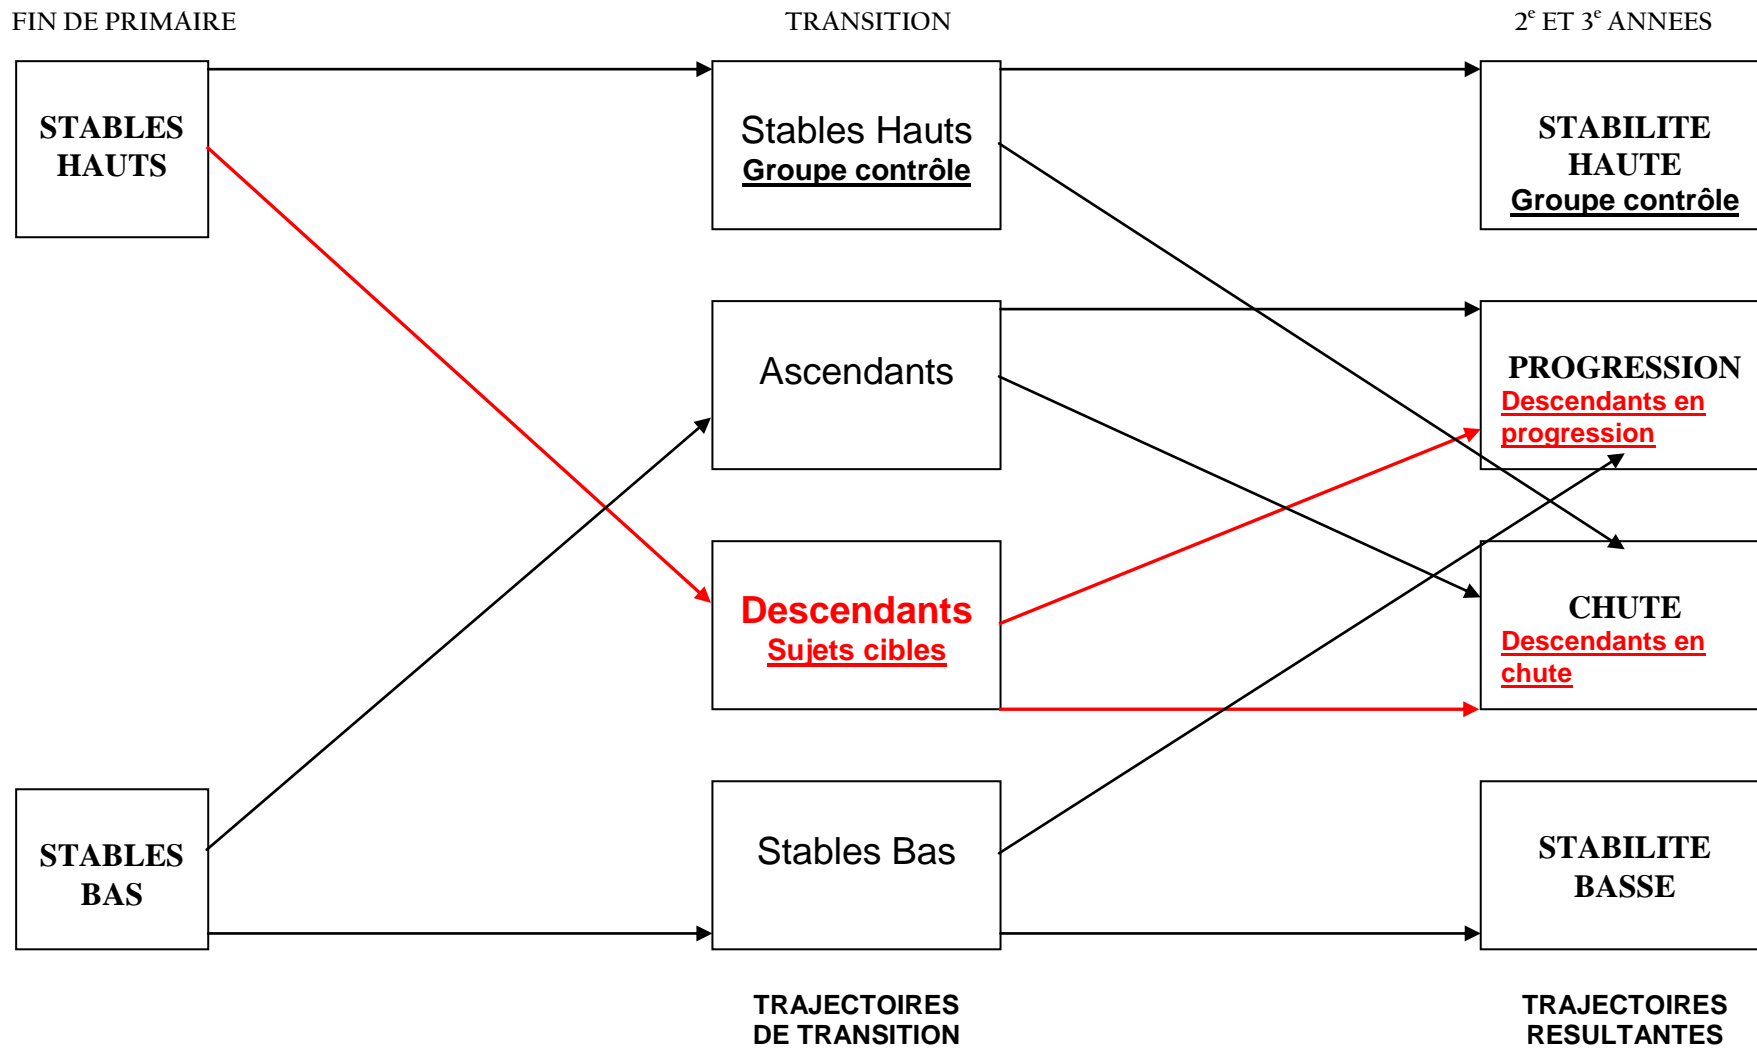 FIN DE PRIMAIRE
TRANSITION
2e ET 3e ANNEES
STABLES
HAUTS
Stables Hauts
Groupe contrôle
STABILITE
HAUTE
Groupe contrôle
Ascendants
PROGRESSION
Descendants en
progression
Descendants
Sujets cibles
CHUTE
Descendants en
chute
STABLES
BAS
Stables Bas
STABILITE
BASSE
TRAJECTOIRES
DE TRANSITION
TRAJECTOIRES
RESULTANTES